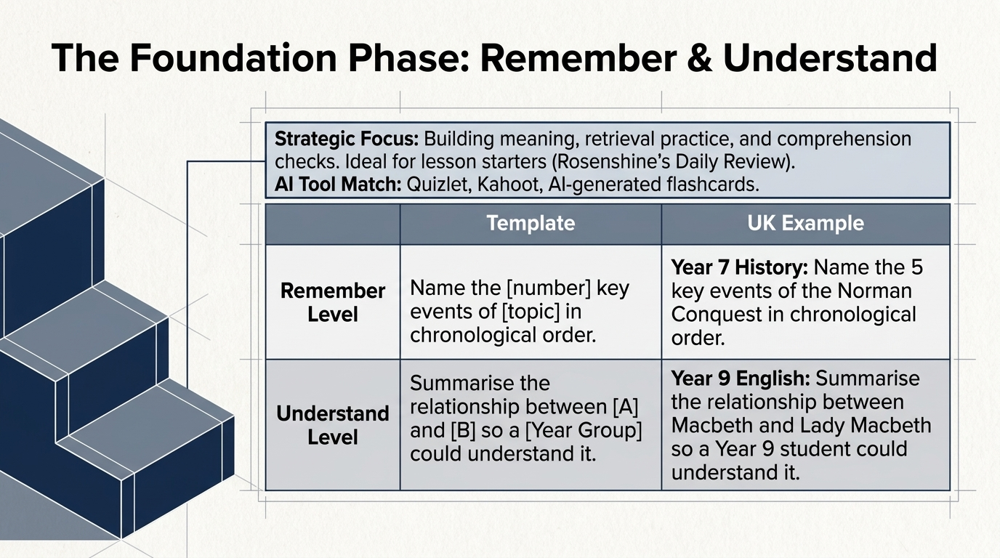 The Foundation Phase: Remember & Understand
Strategic Focus: Building meaning, retrieval practice, and comprehension
checks. Ideal for lesson starters (Rosenshine’s Daily Review).
AI Tool Match: Quizlet, Kahoot, AI-generated flashcards.
Template
UK Example
Remember
Level
Name the [number] key
events of [topic] in
chronological order.
Year 7 History: Name the 5
key events of the Norman
Conquest in chronological
order.
Understand
Level
Summarise the
relationship between [A]
and [B] so a [Year Group]
could understand it.
Year 9 English: Summarise
the relationship between
Macbeth and Lady Macbeth
so a Year 9 student could
understand it.